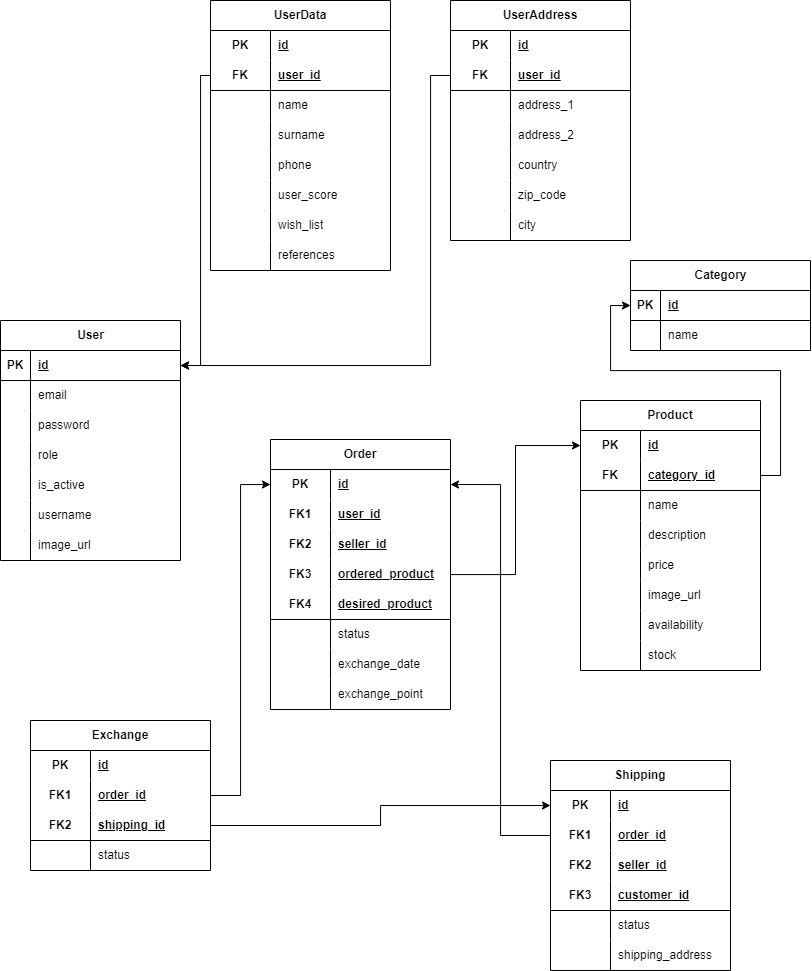 UserData
PK id
FK user_id
name
surname
phone
user_score
wish_list
references
UserAddress
PK id
FK user_id
address_1
address_2
country
zip_code
city
Category
PK id
name
User
PK id
email
password
role
is_active
username
image_url
Order
PK id
FK1 user_id
FK2 seller_id
FK3 ordered_product
FK4 desired_product
status
exchange_date
exchange_point
Product
PK id
FK category_id
name
description
price
image_url
availability
stock
Exchange
PK id
FK1 order_id
FK2 shipping_id
status
Shipping
PK id
FK1 order_id
FK2 seller_id
FK3 customer_id
status
shipping_address